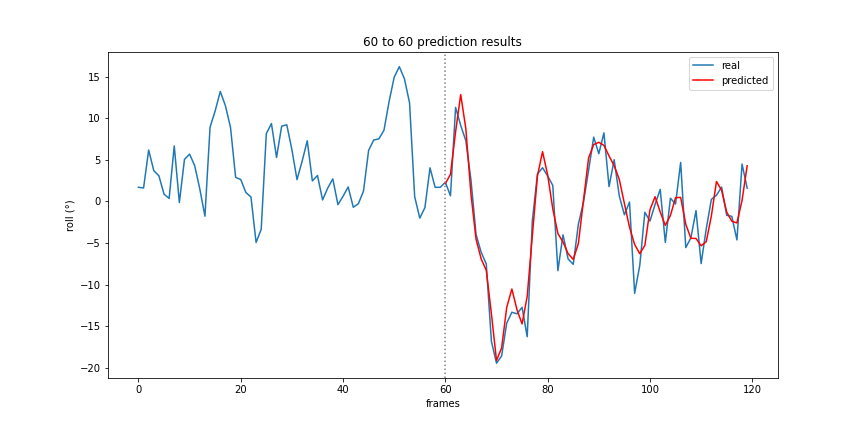 60 to 60 prediction results
real
predicted
15
10
5
0
−5
−10
−15
−20
roll (°)
0 20 40 60 80 100 120
frames